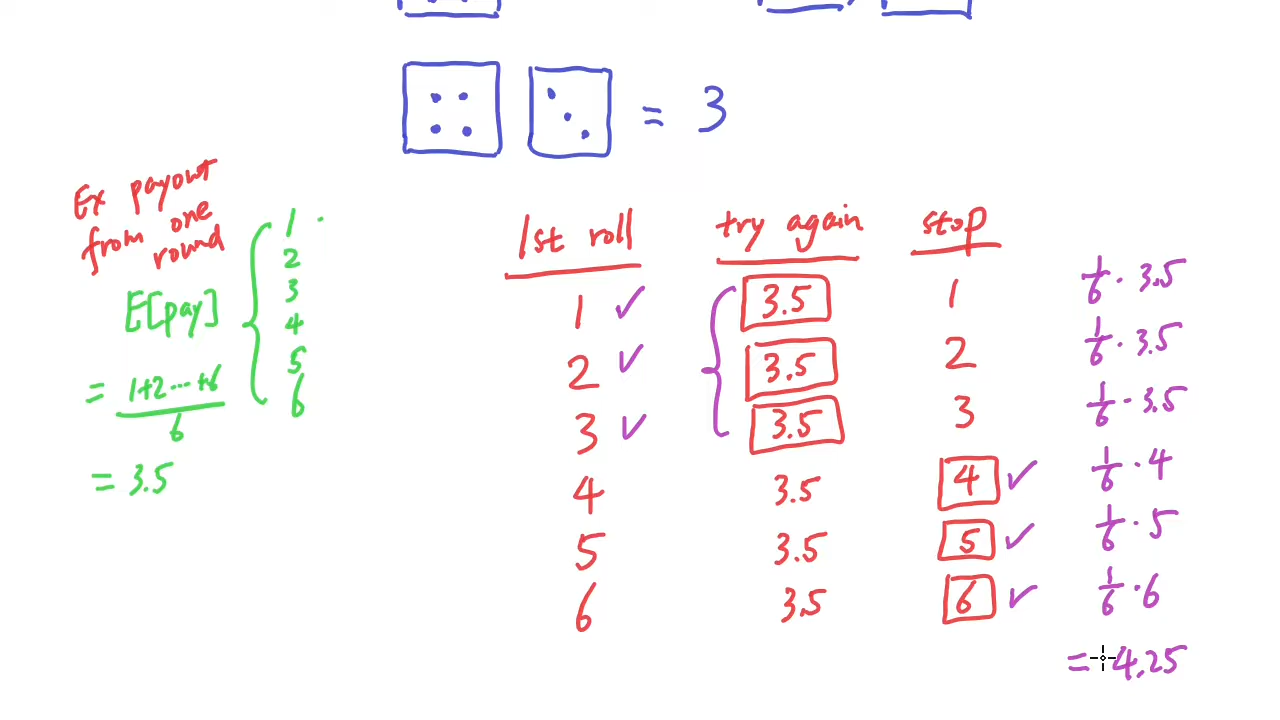 = 3
Ex payout
from one
round
E[pay]
= 1+2...+6
6
= 3.5
1
2
3
4
5
6
1st roll try again stop
1 ✓ 3.5 1 1/6 · 3.5
2 ✓ 3.5 2 1/6 · 3.5
3 ✓ 3.5 3 1/6 · 3.5
4 3.5 4 ✓ 1/6 · 4
5 3.5 5 ✓ 1/6 · 5
6 3.5 6 ✓ 1/6 · 6
= 4.25